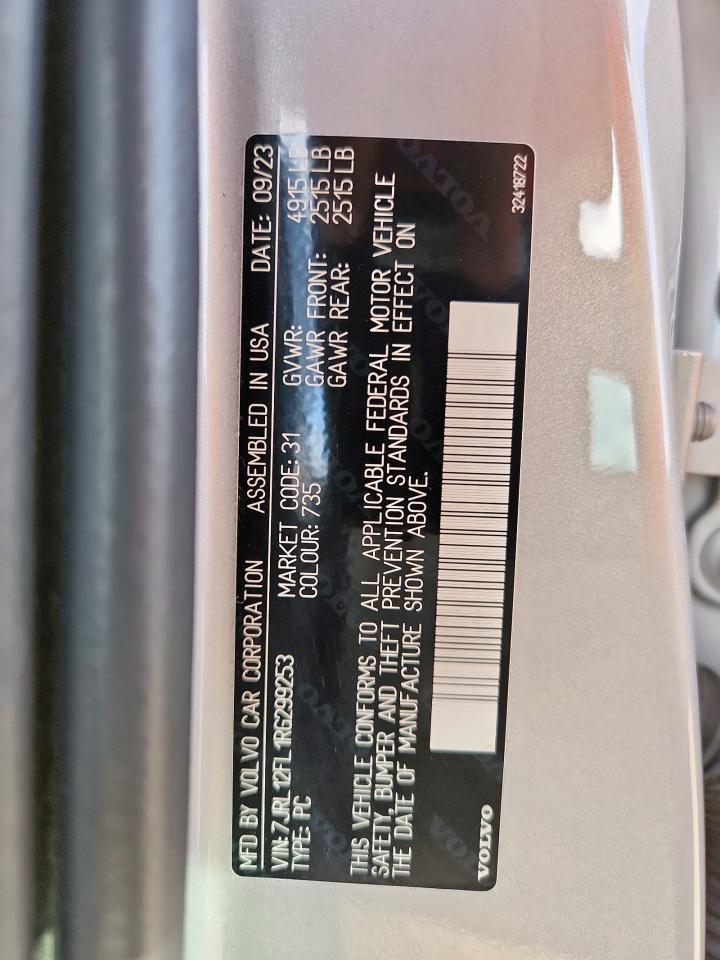 MFD BY VOLVO CAR CORPORATION ASSEMBLED IN USA DATE: 09/23
VIN: 7JRL12FL1RG299253 MARKET CODE: 31 GVWR: 4915 LB
TYPE: PC COLOUR: 735 GAWR FRONT: 2515 LB
GAWR REAR: 2515 LB
THIS VEHICLE CONFORMS TO ALL APPLICABLE FEDERAL MOTOR VEHICLE
SAFETY, BUMPER AND THEFT PREVENTION STANDARDS IN EFFECT ON
THE DATE OF MANUFACTURE SHOWN ABOVE.
VOLVO 32418722